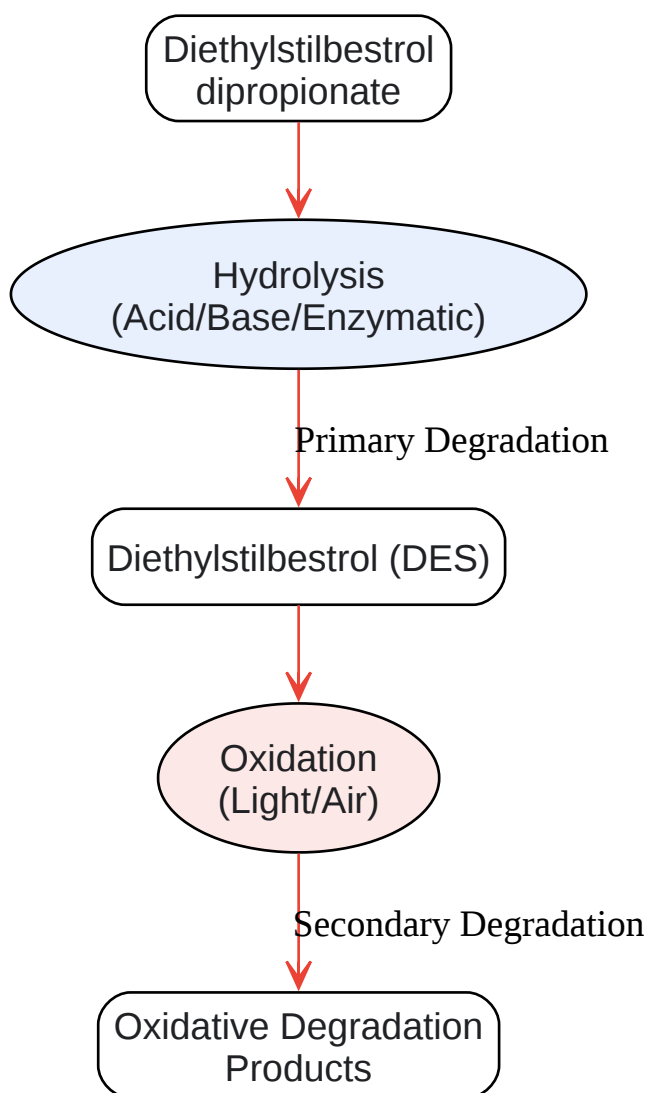 Diethylstilbestrol
dipropionate
Hydrolysis
(Acid/Base/Enzymatic)
Primary Degradation
Diethylstilbestrol (DES)
Oxidation
(Light/Air)
Secondary Degradation
Oxidative Degradation
Products